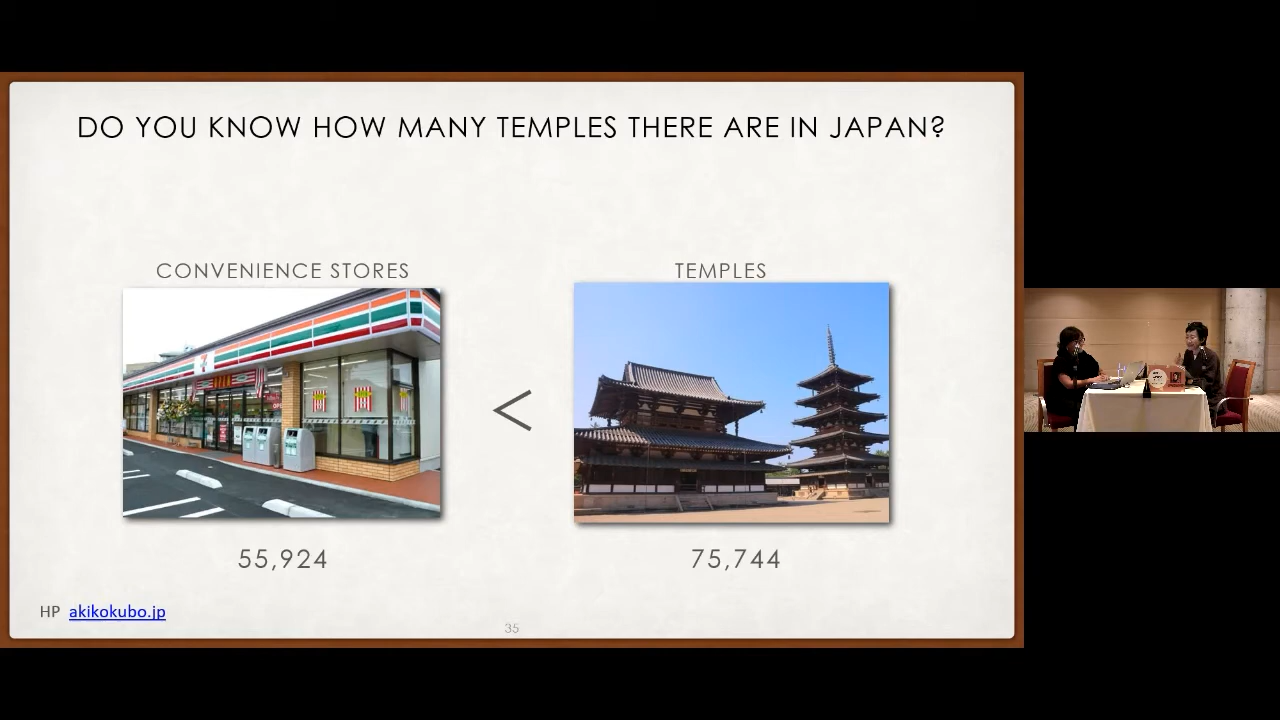 DO YOU KNOW HOW MANY TEMPLES THERE ARE IN JAPAN?
CONVENIENCE STORES
TEMPLES
7
<
55,924
75,744
HP akikokubo.jp
35